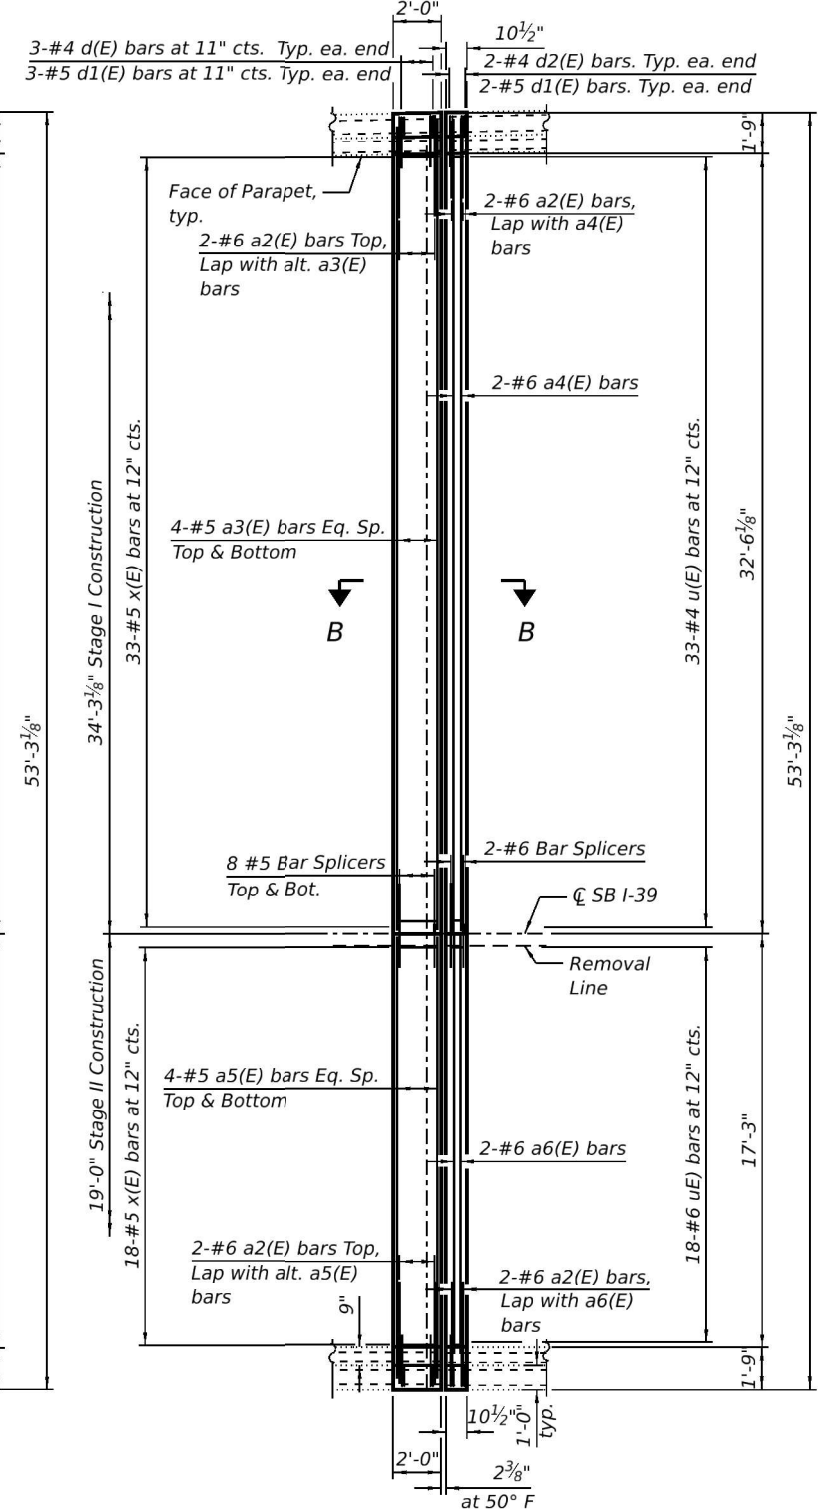 2'-0"
10½"
3-#4 d(E) bars at 11" cts. Typ. ea. end
3-#5 d1(E) bars at 11" cts. Typ. ea. end
2-#4 d2(E) bars. Typ. ea. end
2-#5 d1(E) bars. Typ. ea. end
1'-9"
Face of Parapet,
typ.
2-#6 a2(E) bars,
Lap with a4(E)
bars
2-#6 a2(E) bars Top,
Lap with alt. a3(E)
bars
2-#6 a4(E) bars
33-#5 x(E) bars at 12" cts.
33-#4 u(E) bars at 12" cts.
34'-3⅛" Stage I Construction
32'-6⅛"
4-#5 a3(E) bars Eq. Sp.
Top & Bottom
B
B
53'-3⅛"
53'-3⅛"
8 #5 Bar Splicers
Top & Bot.
2-#6 Bar Splicers
℄ SB I-39
Removal
Line
19'-0" Stage II Construction
18-#5 x(E) bars at 12" cts.
18-#6 uE) bars at 12" cts.
17'-3"
4-#5 a5(E) bars Eq. Sp.
Top & Bottom
2-#6 a6(E) bars
2-#6 a2(E) bars Top,
Lap with alt. a5(E)
bars
2-#6 a2(E) bars,
Lap with a6(E)
bars
9"
1'-9"
10½"
1'-0"
typ.
2'-0"
2⅜"
at 50° F